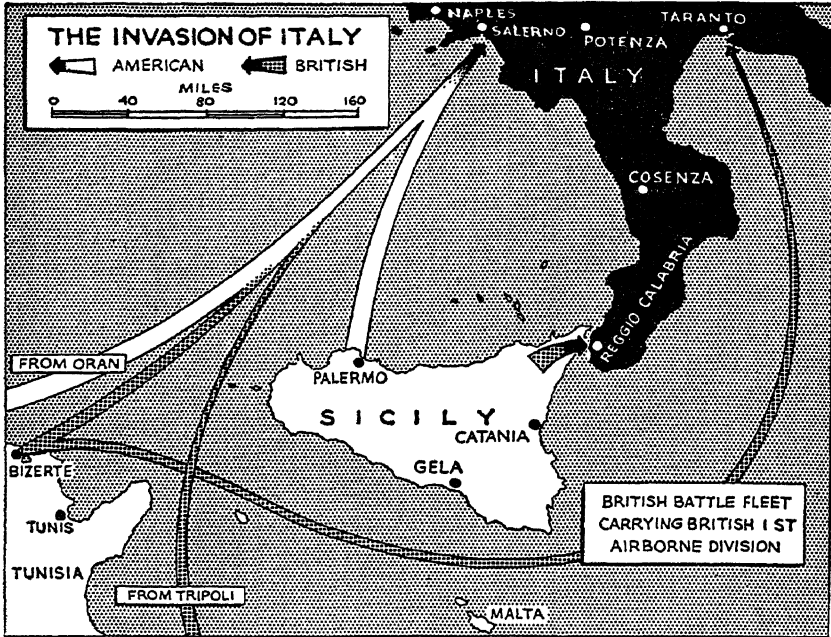 THE INVASION OF ITALY
AMERICAN
BRITISH
MILES
0 40 80 120 160
NAPLES
SALERNO
POTENZA
TARANTO
ITALY
COSENZA
REGGIO CALABRIA
FROM ORAN
PALERMO
SICILY
CATANIA
GELA
BIZERTE
TUNIS
TUNISIA
BRITISH BATTLE FLEET
CARRYING BRITISH 1ST
AIRBORNE DIVISION
FROM TRIPOLI
MALTA